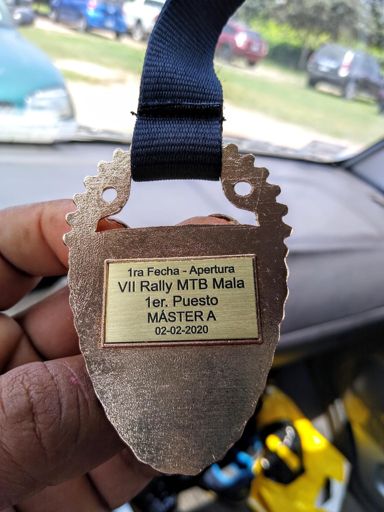 1ra Fecha - Apertura
VII Rally MTB Mala
1er. Puesto
MÁSTER A
02-02-2020